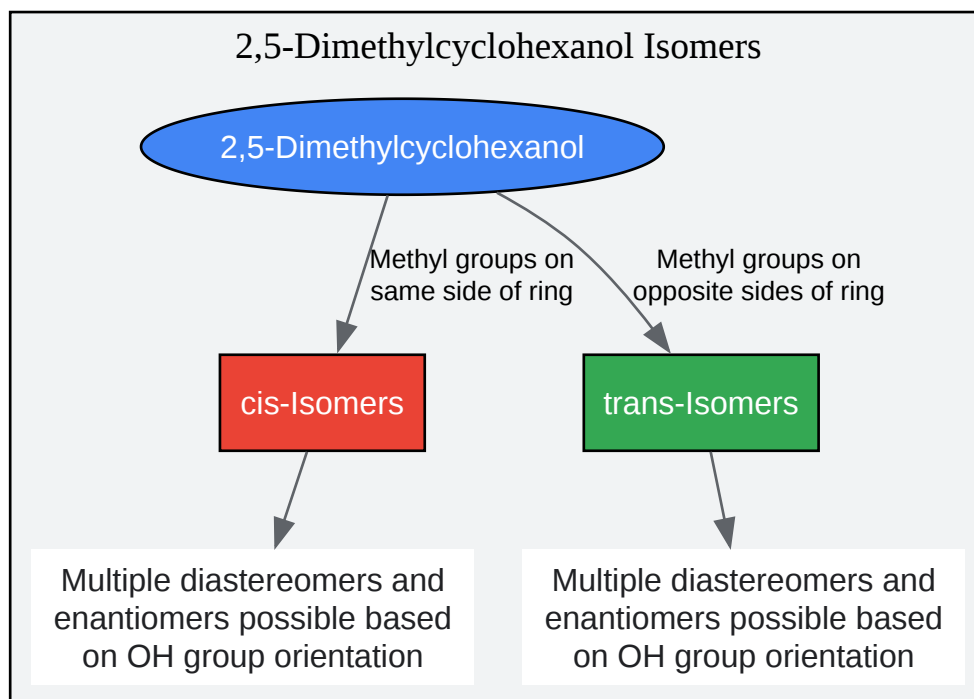 2,5-Dimethylcyclohexanol Isomers
2,5-Dimethylcyclohexanol
Methyl groups on
same side of ring
Methyl groups on
opposite sides of ring
cis-Isomers
trans-Isomers
Multiple diastereomers and
enantiomers possible based
on OH group orientation
Multiple diastereomers and
enantiomers possible based
on OH group orientation